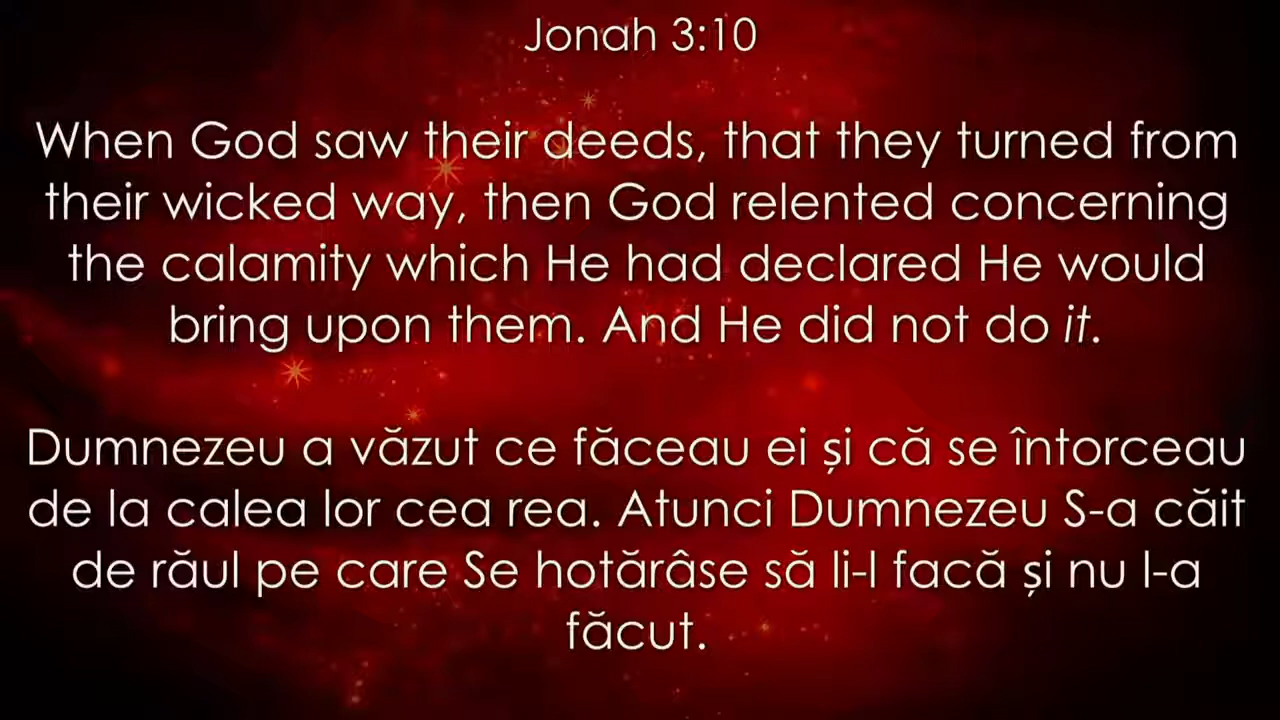 Jonah 3:10
When God saw their deeds, that they turned from
their wicked way, then God relented concerning
the calamity which He had declared He would
bring upon them. And He did not do it.
Dumnezeu a văzut ce făceau ei și că se întorceau
de la calea lor cea rea. Atunci Dumnezeu S-a căit
de răul pe care Se hotărâse să li-l facă și nu l-a
făcut.